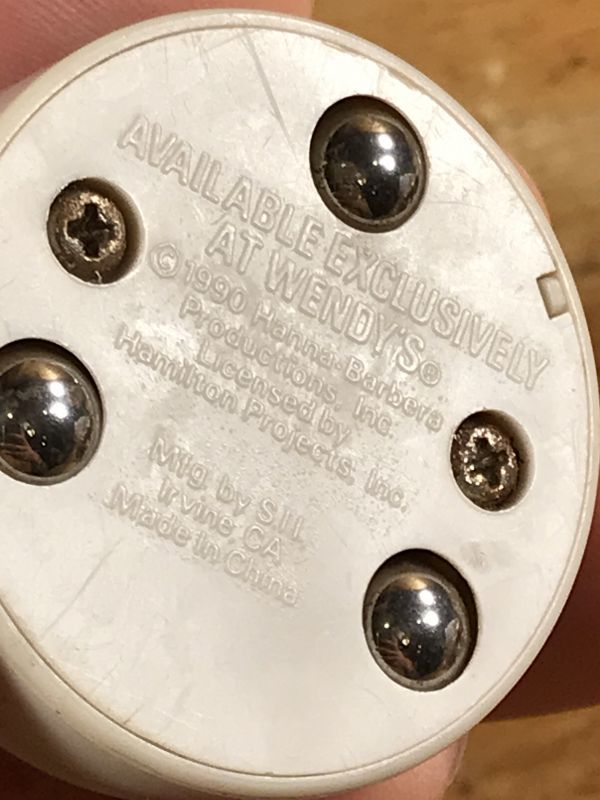 AVAILABLE EXCLUSIVELY
AT WENDY'S®
© 1990 Hanna-Barbera
Productions, Inc.
Licensed by
Hamilton Projects, Inc.
Mfg. by S.I.I.
Irvine, CA
Made in China